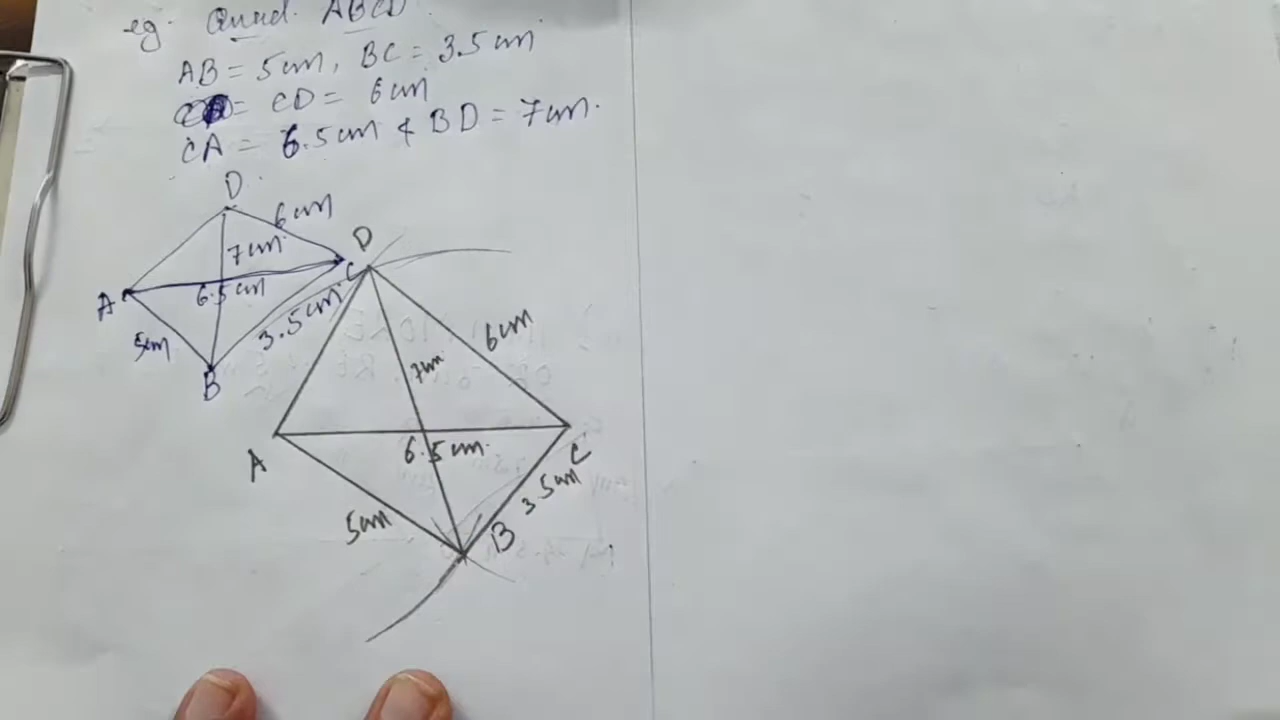 eg. Quad. ABCD
AB = 5cm, BC = 3.5cm
= CD = 6cm
CA = 6.5cm & BD = 7cm.
D
6cm
7cm
A
6.5cm
C
5cm
3.5cm
B
D
6cm
7cm
A
6.5cm.
C
5cm
3.5cm
B